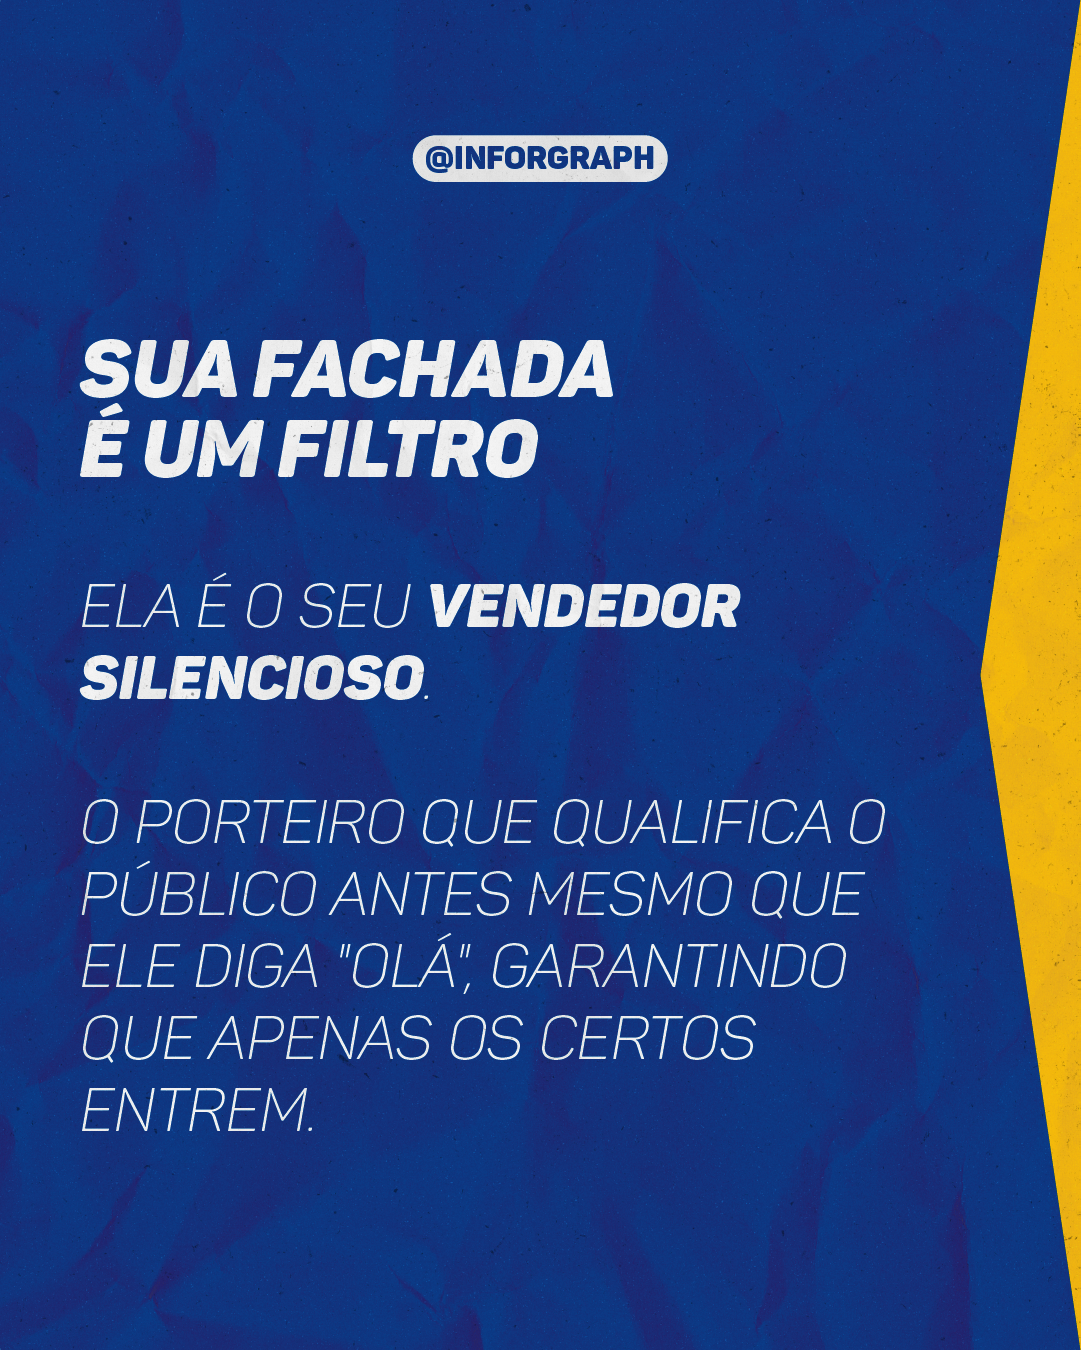 @INFORGRAPH
SUA FACHADA
É UM FILTRO
ELA É O SEU VENDEDOR
SILENCIOSO.
O PORTEIRO QUE QUALIFICA O
PÚBLICO ANTES MESMO QUE
ELE DIGA "OLÁ", GARANTINDO
QUE APENAS OS CERTOS
ENTREM.